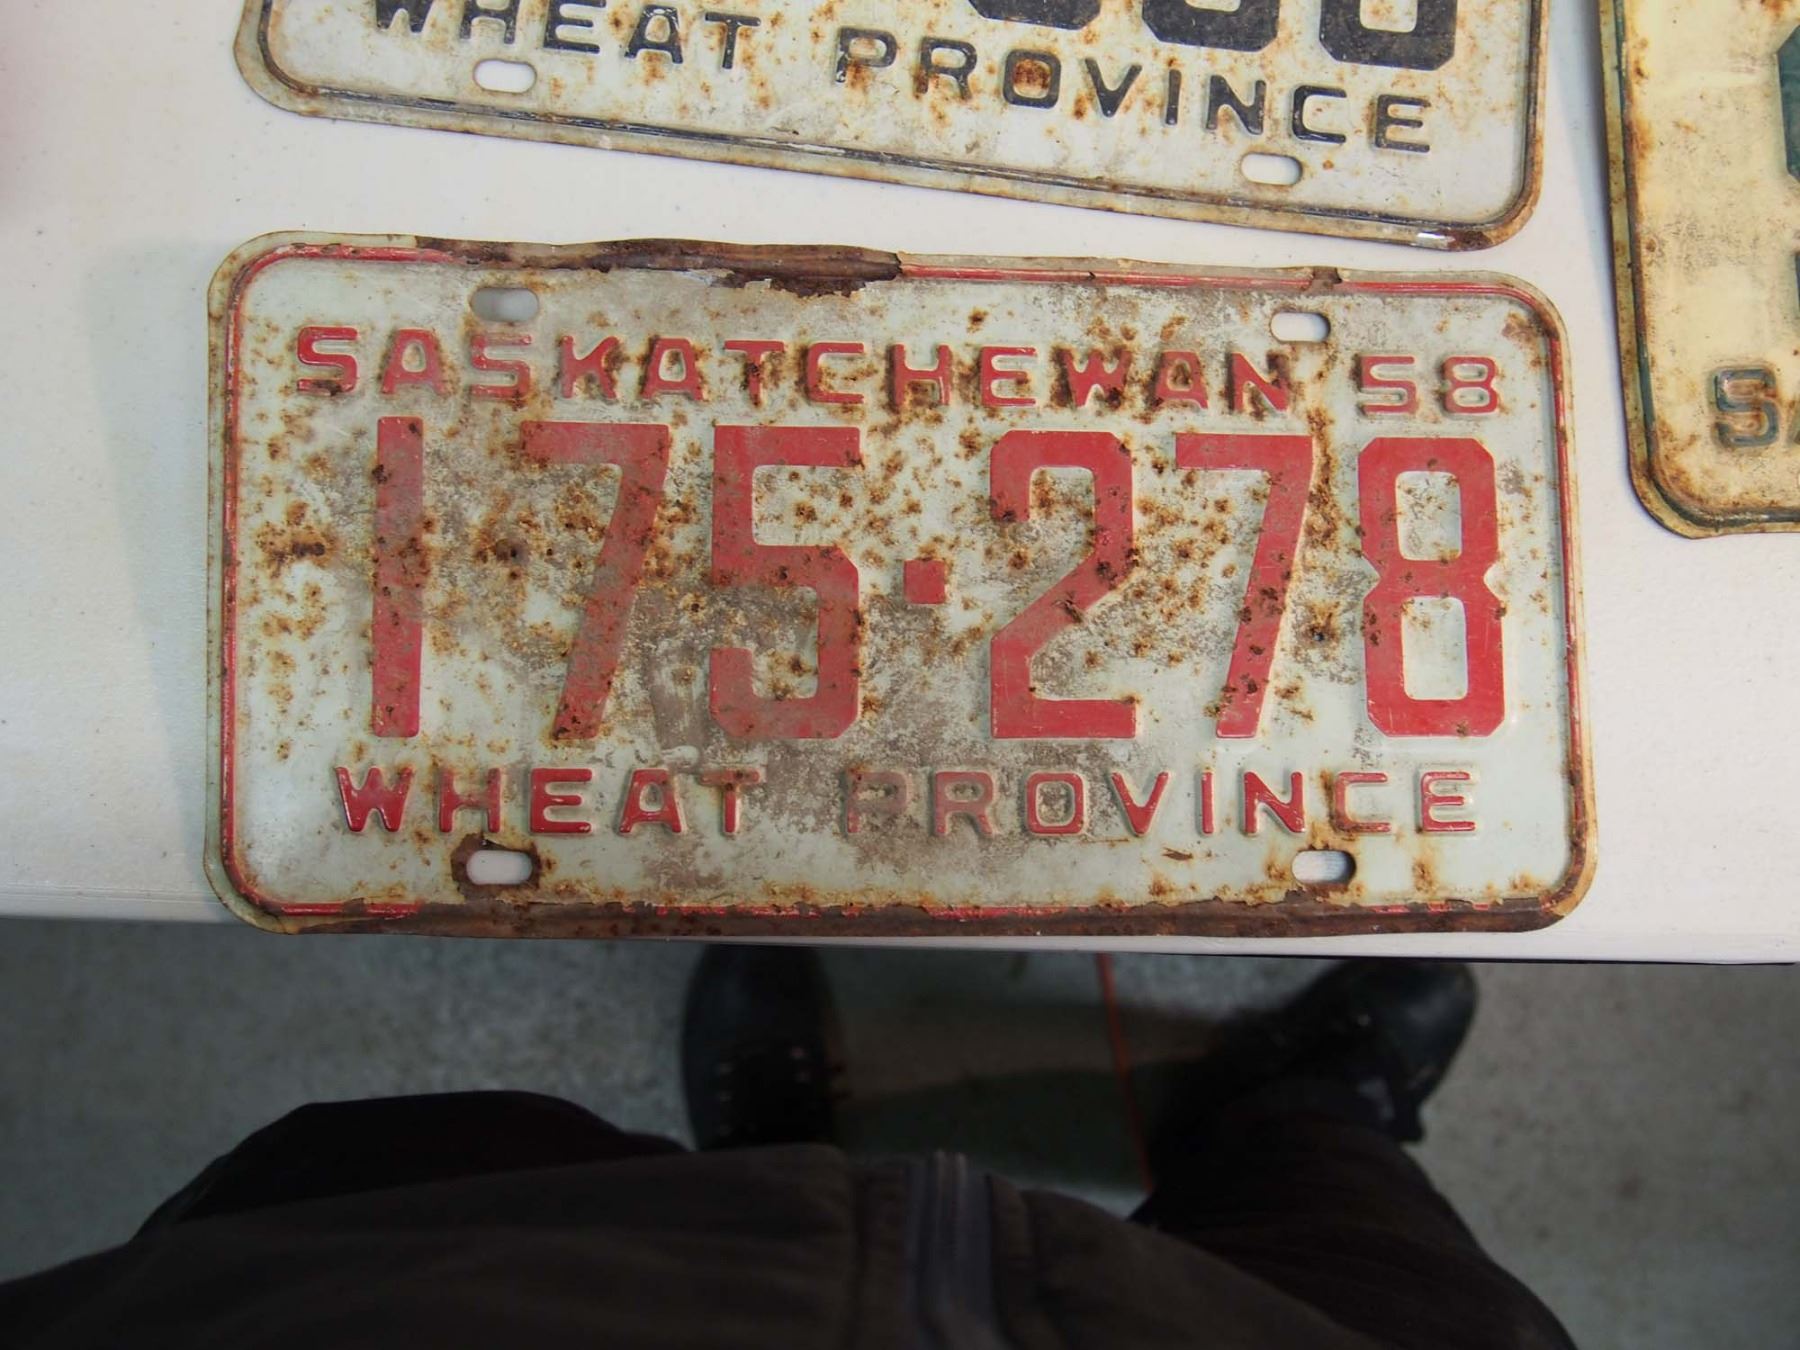 WHEAT PROVINCE
SASKATCHEWAN 58
175·278
WHEAT PROVINCE